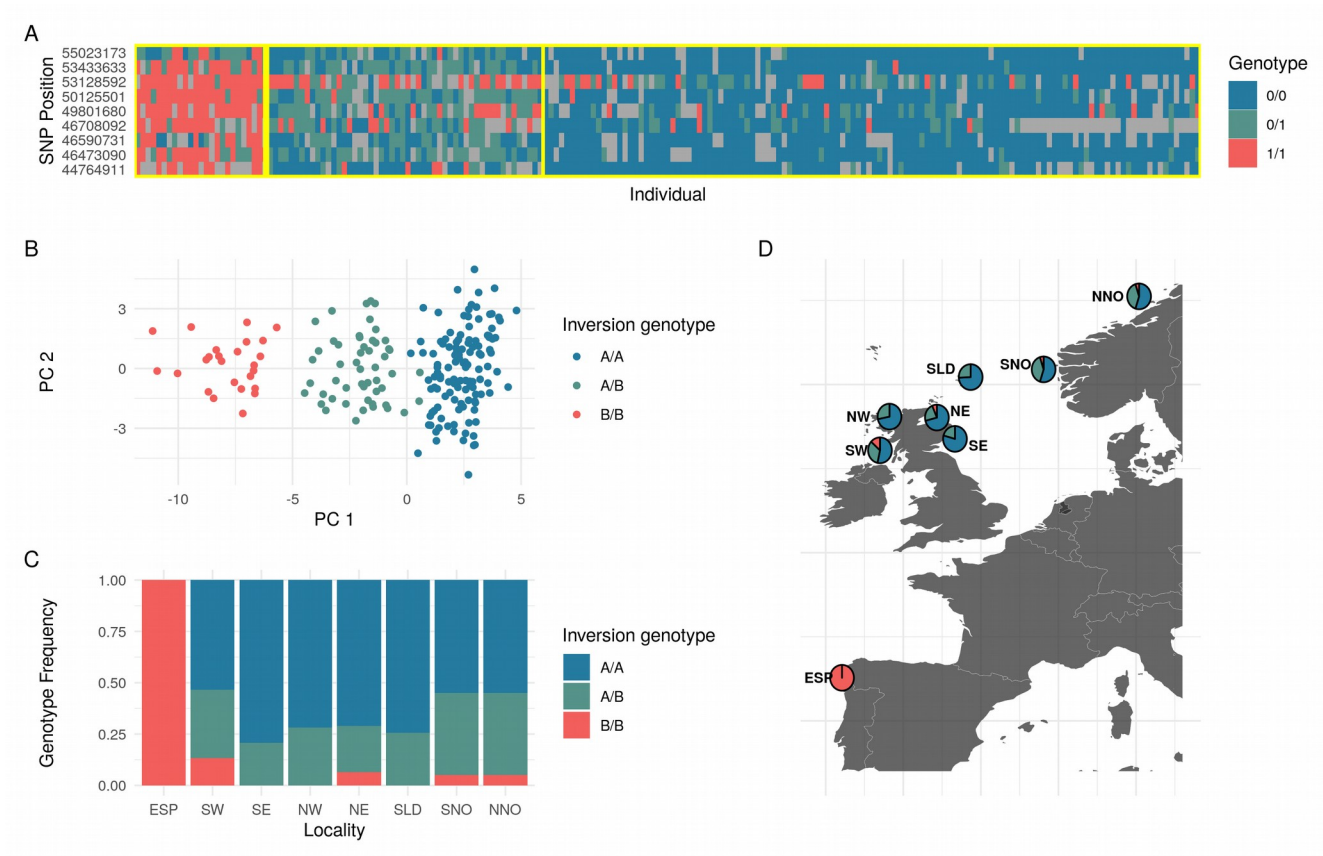 A
SNP Position
55023173
53433633
53128592
50125501
49801680
46708092
46590731
46473090
44764911
Individual
Genotype
0/0
0/1
1/1
B
PC 2
3
0
-3
-10
-5
0
5
PC 1
Inversion genotype
A/A
A/B
B/B
C
Genotype Frequency
1.00
0.75
0.50
0.25
0.00
ESP
SW
SE
NW
NE
SLD
SNO
NNO
Locality
Inversion genotype
A/A
A/B
B/B
D
NNO
SNO
SLD
NW
NE
SW
SE
ESP